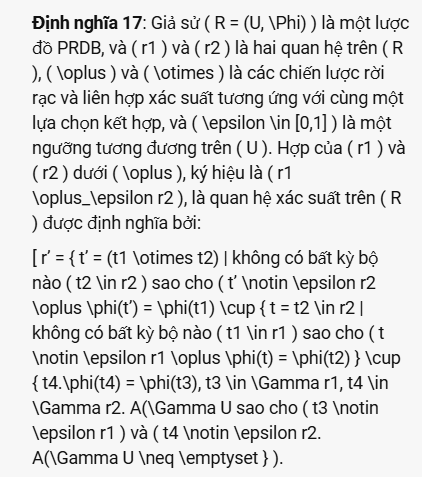 Định nghĩa 17: Giả sử ( R = (U, \Phi) ) là một lược
đồ PRDB, và ( r1 ) và ( r2 ) là hai quan hệ trên ( R
), ( \oplus ) và ( \otimes ) là các chiến lược rời
rạc và liên hợp xác suất tương ứng với cùng một
lựa chọn kết hợp, và ( \epsilon \in [0,1] ) là một
ngưỡng tương đương trên ( U ). Hợp của ( r1 ) và
( r2 ) dưới ( \oplus ), ký hiệu là ( r1
\oplus_\epsilon r2 ), là quan hệ xác suất trên ( R
) được định nghĩa bởi:
[ r’ = { t’ = (t1 \otimes t2) | không có bất kỳ bộ
nào ( t2 \in r2 ) sao cho ( t’ \notin \epsilon r2
\oplus \phi(t’) = \phi(t1) \cup { t = t2 \in r2 |
không có bất kỳ bộ nào ( t1 \in r1 ) sao cho ( t
\notin \epsilon r1 \oplus \phi(t) = \phi(t2) } \cup
{ t4.\phi(t4) = \phi(t3), t3 \in \Gamma r1, t4 \in
\Gamma r2. A(\Gamma U sao cho ( t3 \notin
\epsilon r1 ) và ( t4 \notin \epsilon r2.
A(\Gamma U \neq \emptyset } ).